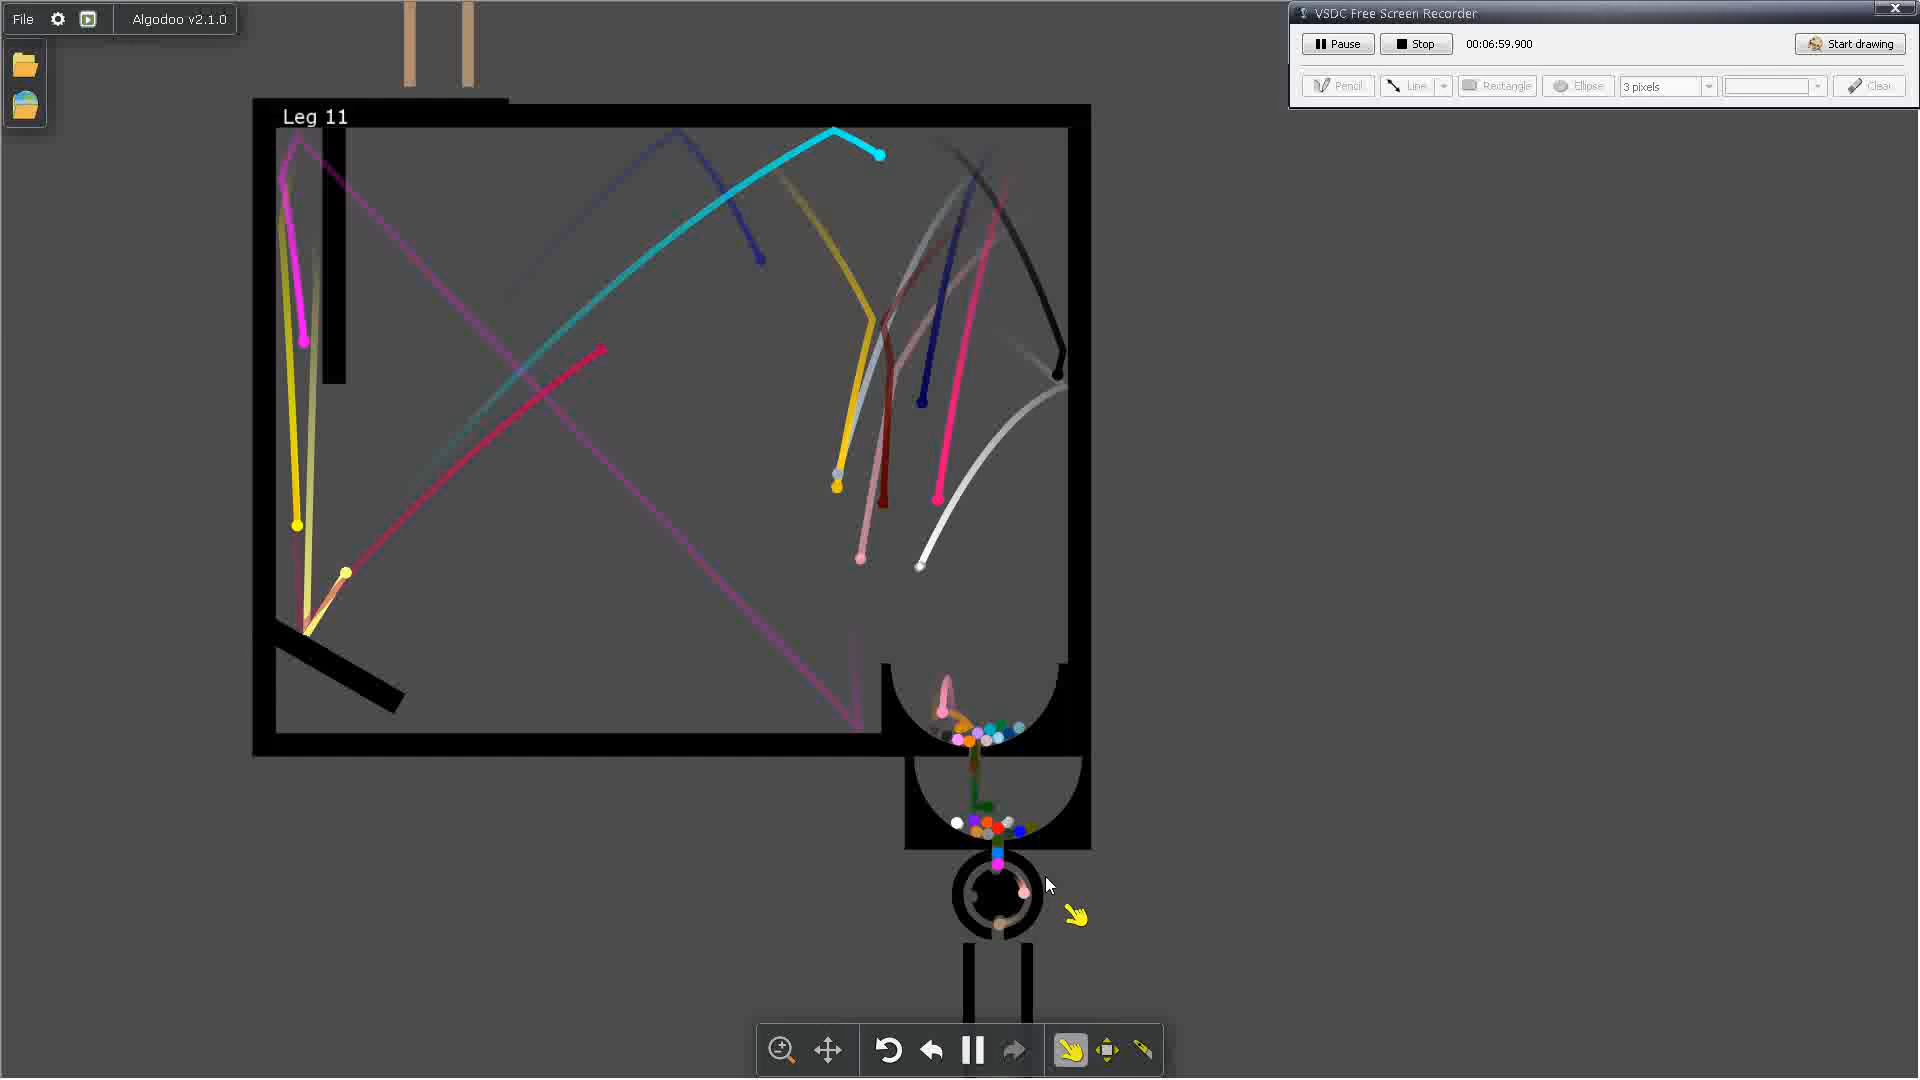 File
Algodoo v2.1.0
VSDC Free Screen Recorder
Pause
Stop
00:06:59.900
Start drawing
Pencil
Line
Rectangle
Ellipse
3 pixels
Clear
Leg 11